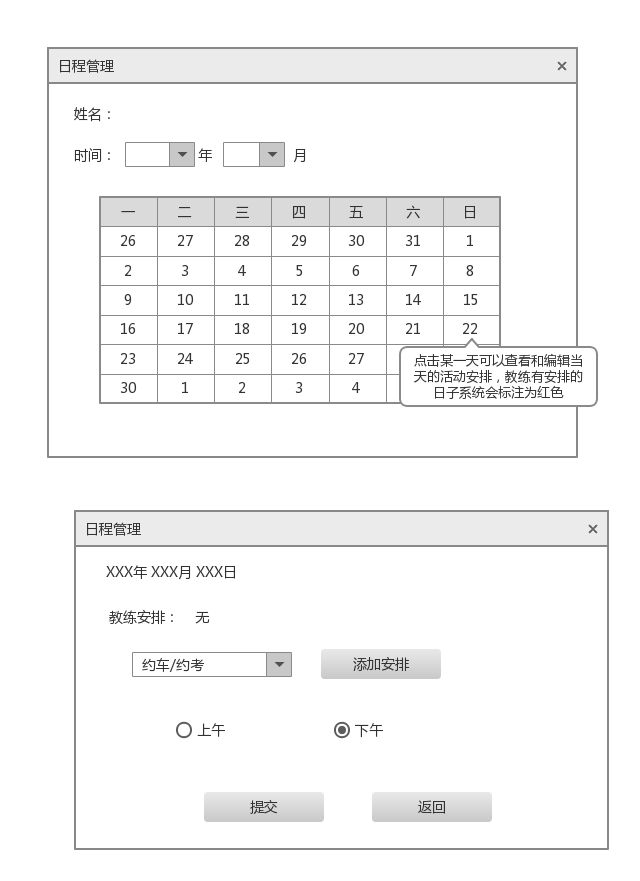 日程管理 ×
姓名：
时间： 年 月
一 二 三 四 五 六 日
26 27 28 29 30 31 1
2 3 4 5 6 7 8
9 10 11 12 13 14 15
16 17 18 19 20 21 22
23 24 25 26 27
30 1 2 3 4
点击某一天可以查看和编辑当
天的活动安排，教练有安排的
日子系统会标注为红色
日程管理 ×
XXX年 XXX月 XXX日
教练安排： 无
约车/约考 添加安排
上午 下午
提交 返回